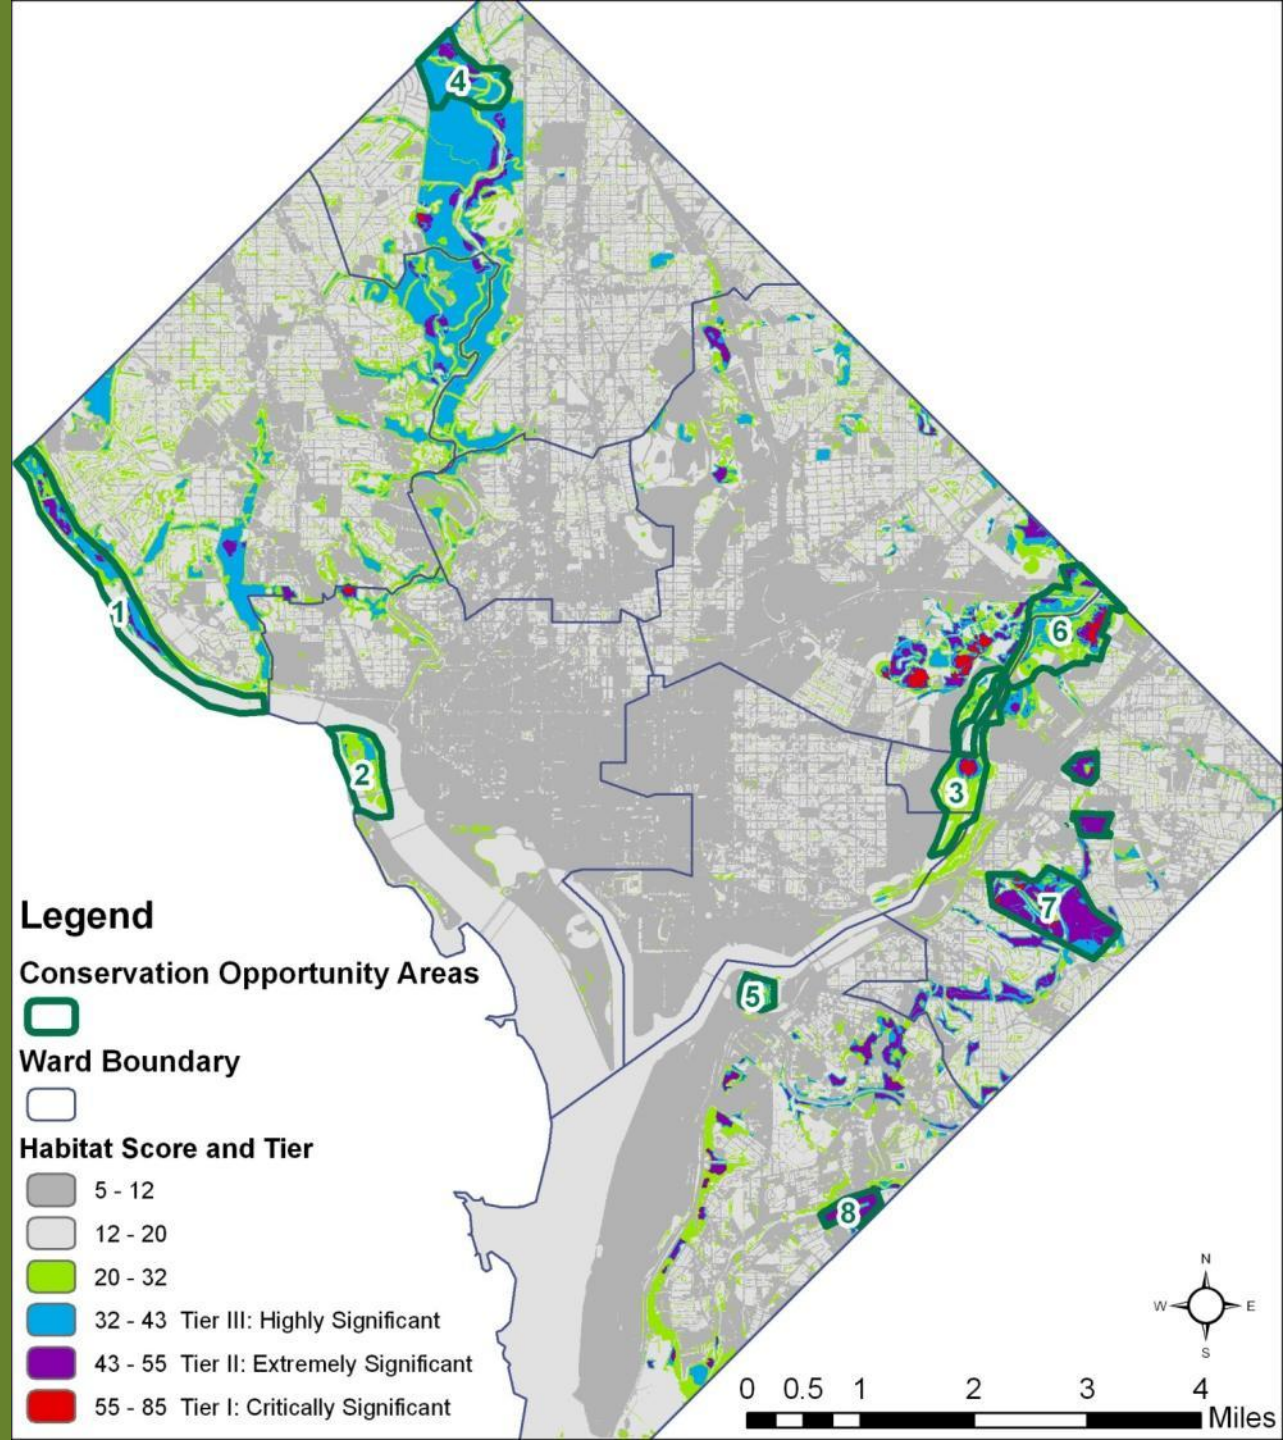 4
1
6
2
3
7
5
8
Legend
Conservation Opportunity Areas
Ward Boundary
Habitat Score and Tier
5 - 12
12 - 20
20 - 32
32 - 43 Tier III: Highly Significant
43 - 55 Tier II: Extremely Significant
55 - 85 Tier I: Critically Significant
N
W E
S
0 0.5 1 2 3 4
Miles